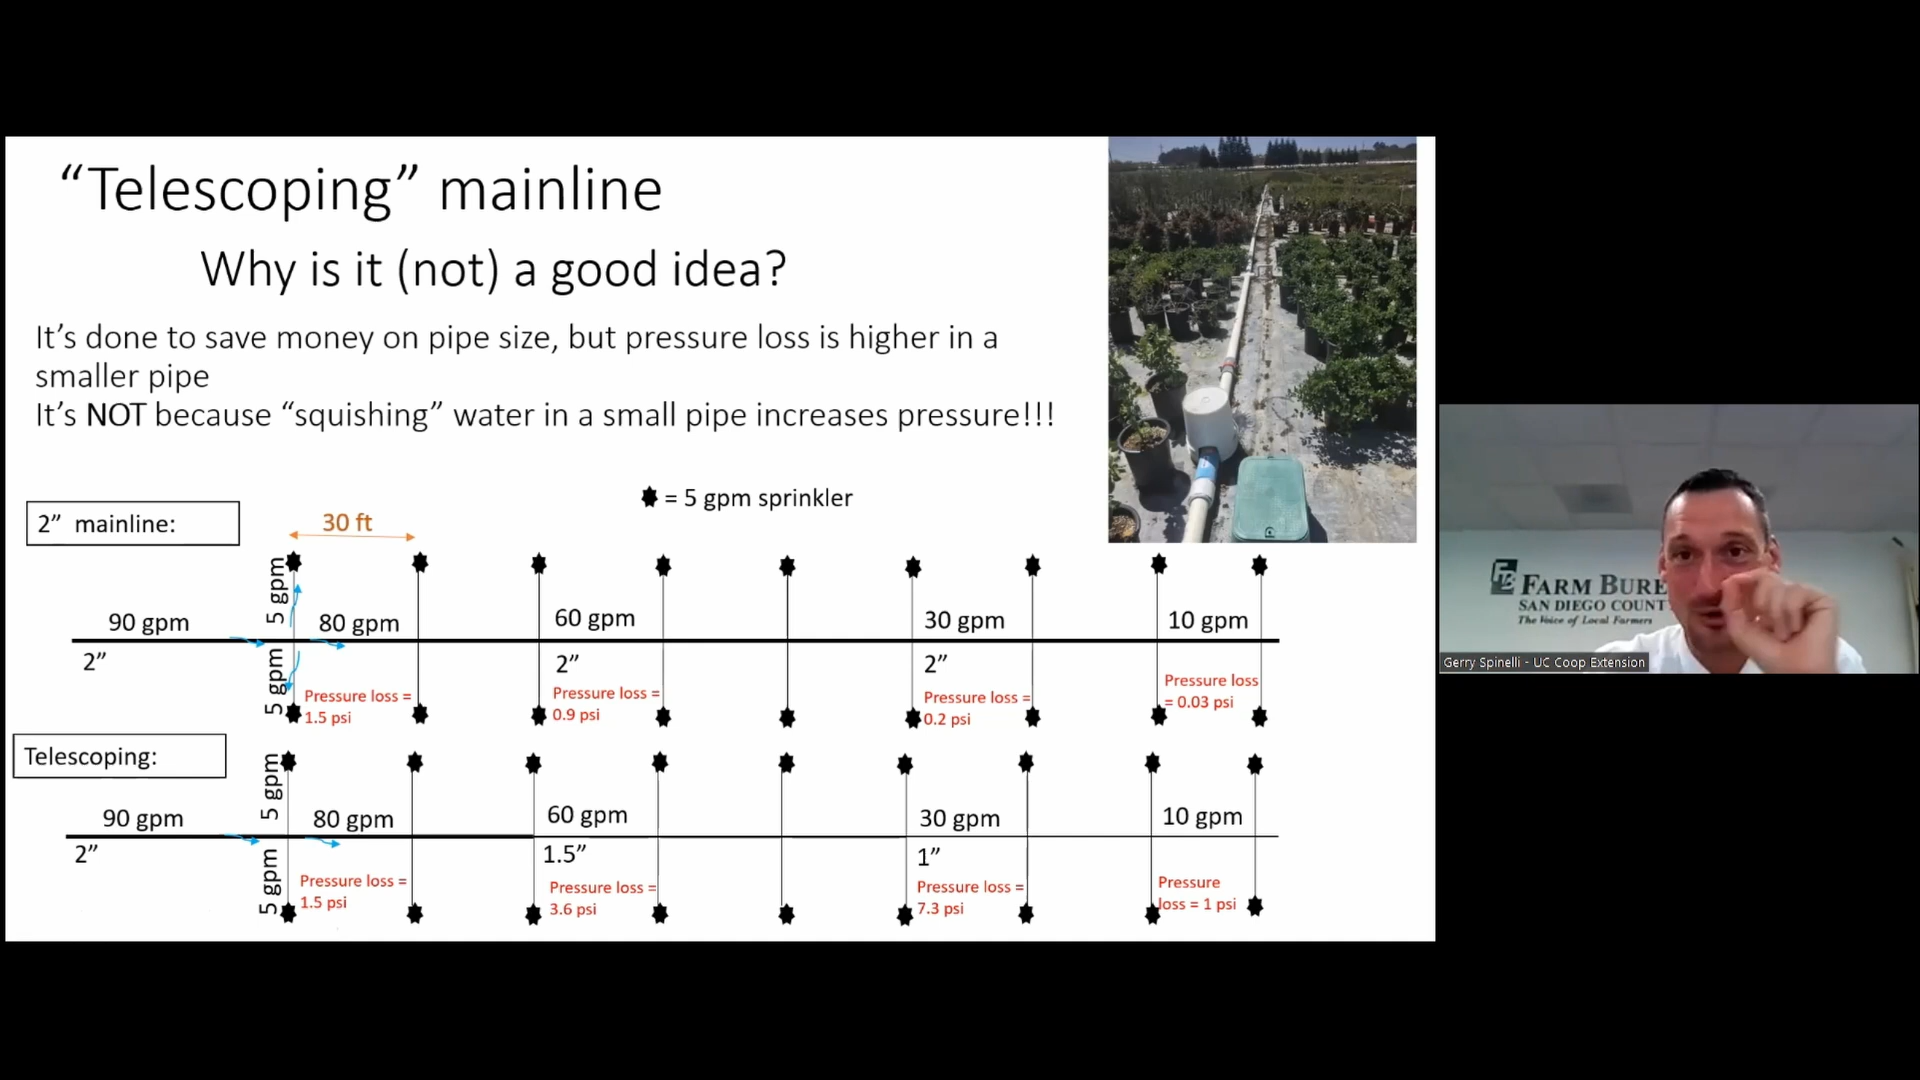 “Telescoping” mainline
Why is it (not) a good idea?
It’s done to save money on pipe size, but pressure loss is higher in a
smaller pipe
It’s NOT because “squishing” water in a small pipe increases pressure!!!
= 5 gpm sprinkler
2” mainline:
30 ft
5 gpm
90 gpm
80 gpm
60 gpm
30 gpm
10 gpm
2”
5 gpm
2”
2”
Pressure loss =
1.5 psi
Pressure loss =
0.9 psi
Pressure loss =
0.2 psi
Pressure loss
= 0.03 psi
Telescoping:
5 gpm
90 gpm
80 gpm
60 gpm
30 gpm
10 gpm
2”
5 gpm
1.5”
1”
Pressure loss =
1.5 psi
Pressure loss =
3.6 psi
Pressure loss =
7.3 psi
Pressure
loss = 1 psi
FB FARM BURE
SAN DIEGO COUNT
The Voice of Local Farmers
Gerry Spinelli - UC Coop Extension